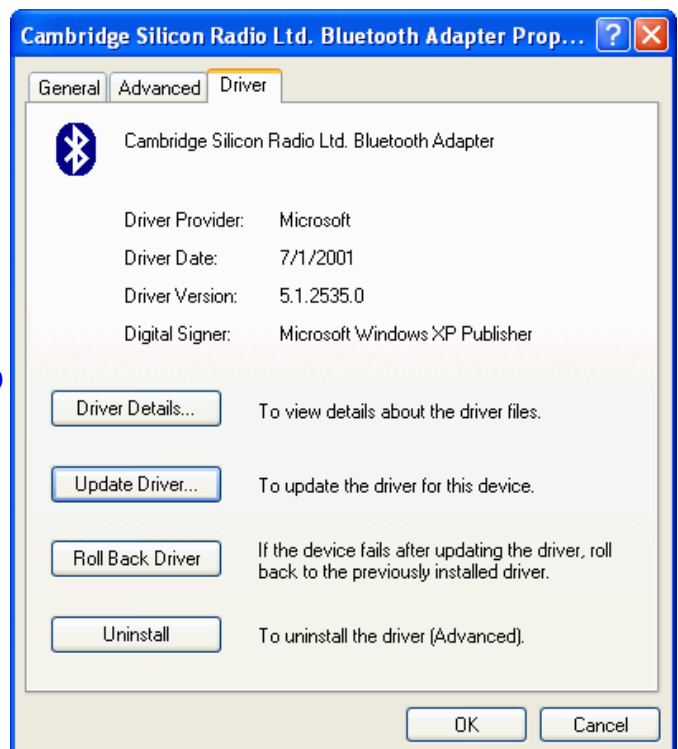 Cambridge Silicon Radio Ltd. Bluetooth Adapter Prop...
General Advanced Driver
Cambridge Silicon Radio Ltd. Bluetooth Adapter
Driver Provider: Microsoft
Driver Date: 7/1/2001
Driver Version: 5.1.2535.0
Digital Signer: Microsoft Windows XP Publisher
Driver Details... To view details about the driver files.
Update Driver... To update the driver for this device.
Roll Back Driver If the device fails after updating the driver, roll
back to the previously installed driver.
Uninstall To uninstall the driver (Advanced).
OK Cancel